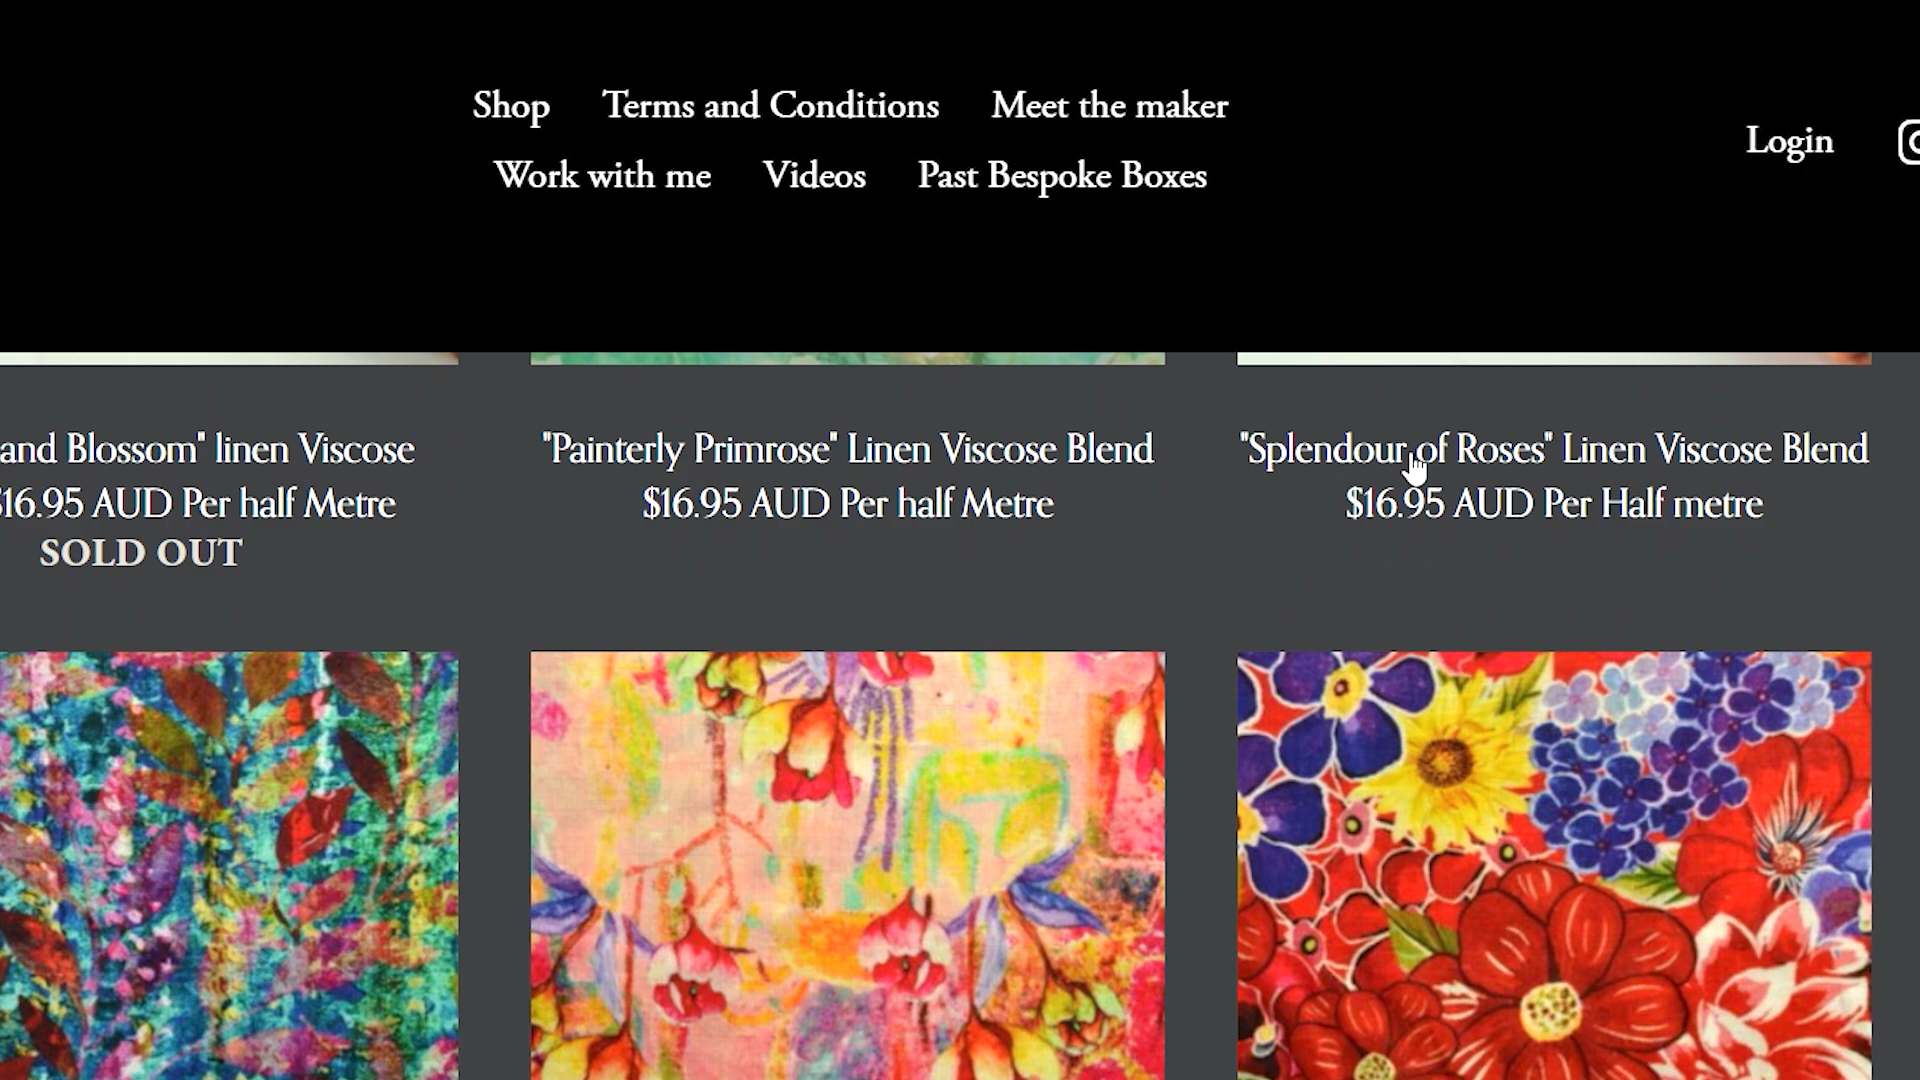 Shop Terms and Conditions Meet the maker
Work with me Videos Past Bespoke Boxes
Login
and Blossom" linen Viscose
$16.95 AUD Per half Metre
SOLD OUT
"Painterly Primrose" Linen Viscose Blend
$16.95 AUD Per half Metre
"Splendour of Roses" Linen Viscose Blend
$16.95 AUD Per Half metre